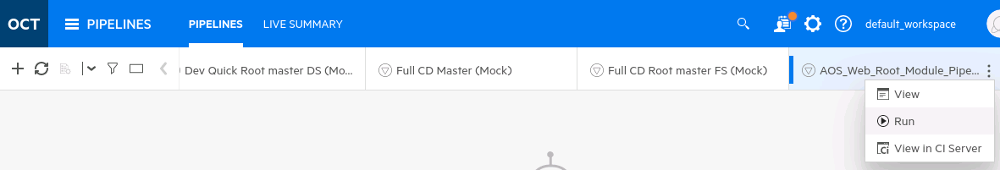 OCT PIPELINES PIPELINES LIVE SUMMARY default_workspace
Dev Quick Root master DS (Mo... Full CD Master (Mock) Full CD Root master FS (Mock) AOS_Web_Root_Module_Pipe...
View
Run
View in CI Server